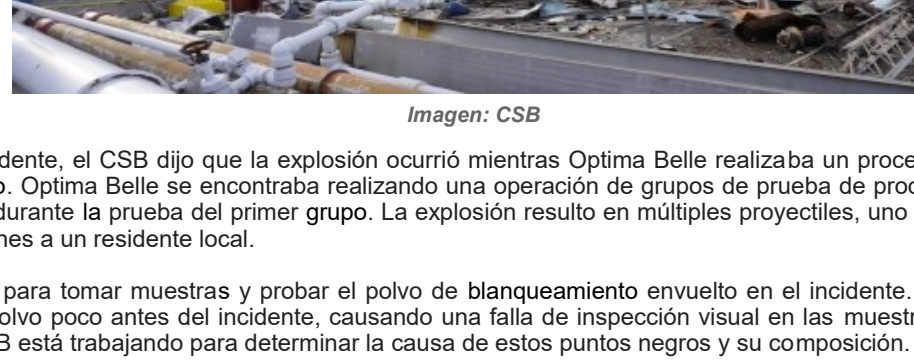 Imagen: CSB
dente, el CSB dijo que la explosión ocurrió mientras Optima Belle realizaba un proce
o. Optima Belle se encontraba realizando una operación de grupos de prueba de proc
durante la prueba del primer grupo. La explosión resulto en múltiples proyectiles, uno
nes a un residente local.
para tomar muestras y probar el polvo de blanqueamiento envuelto en el incidente.
olvo poco antes del incidente, causando una falla de inspección visual en las muestr
B está trabajando para determinar la causa de estos puntos negros y su composición.